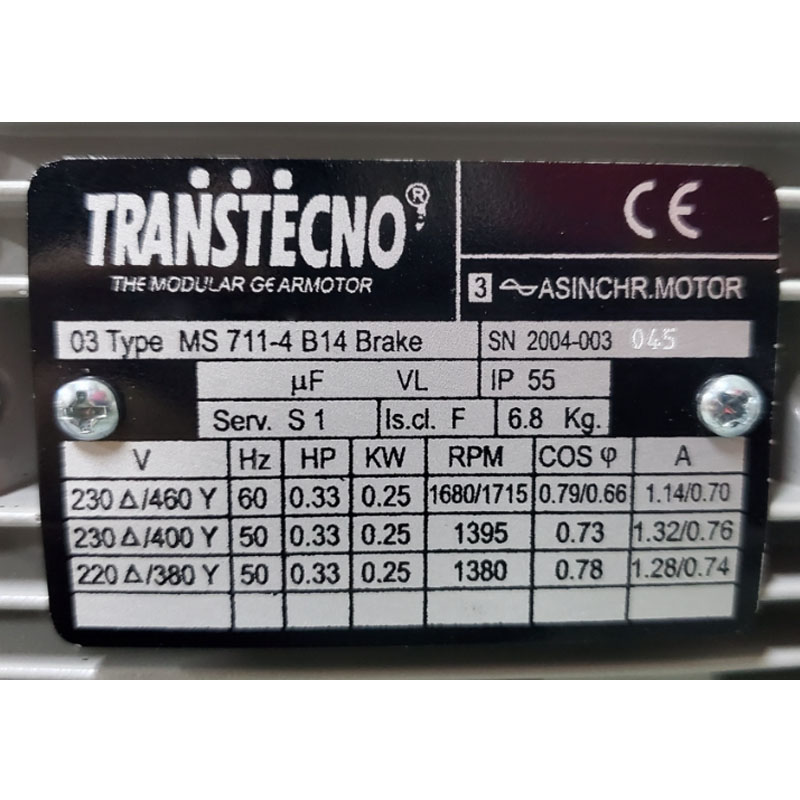 TRANSTECNO®
CE
THE MODULAR GEARMOTOR
3 ~ ASINCHR.MOTOR
03 Type MS 711-4 B14 Brake SN 2004-003 045
µF VL IP 55
Serv. S 1 Is.cl. F 6.8 Kg.
V Hz HP KW RPM COS φ A
230 Δ/460 Y 60 0.33 0.25 1680/1715 0.79/0.66 1.14/0.70
230 Δ/400 Y 50 0.33 0.25 1395 0.73 1.32/0.76
220 Δ/380 Y 50 0.33 0.25 1380 0.78 1.28/0.74